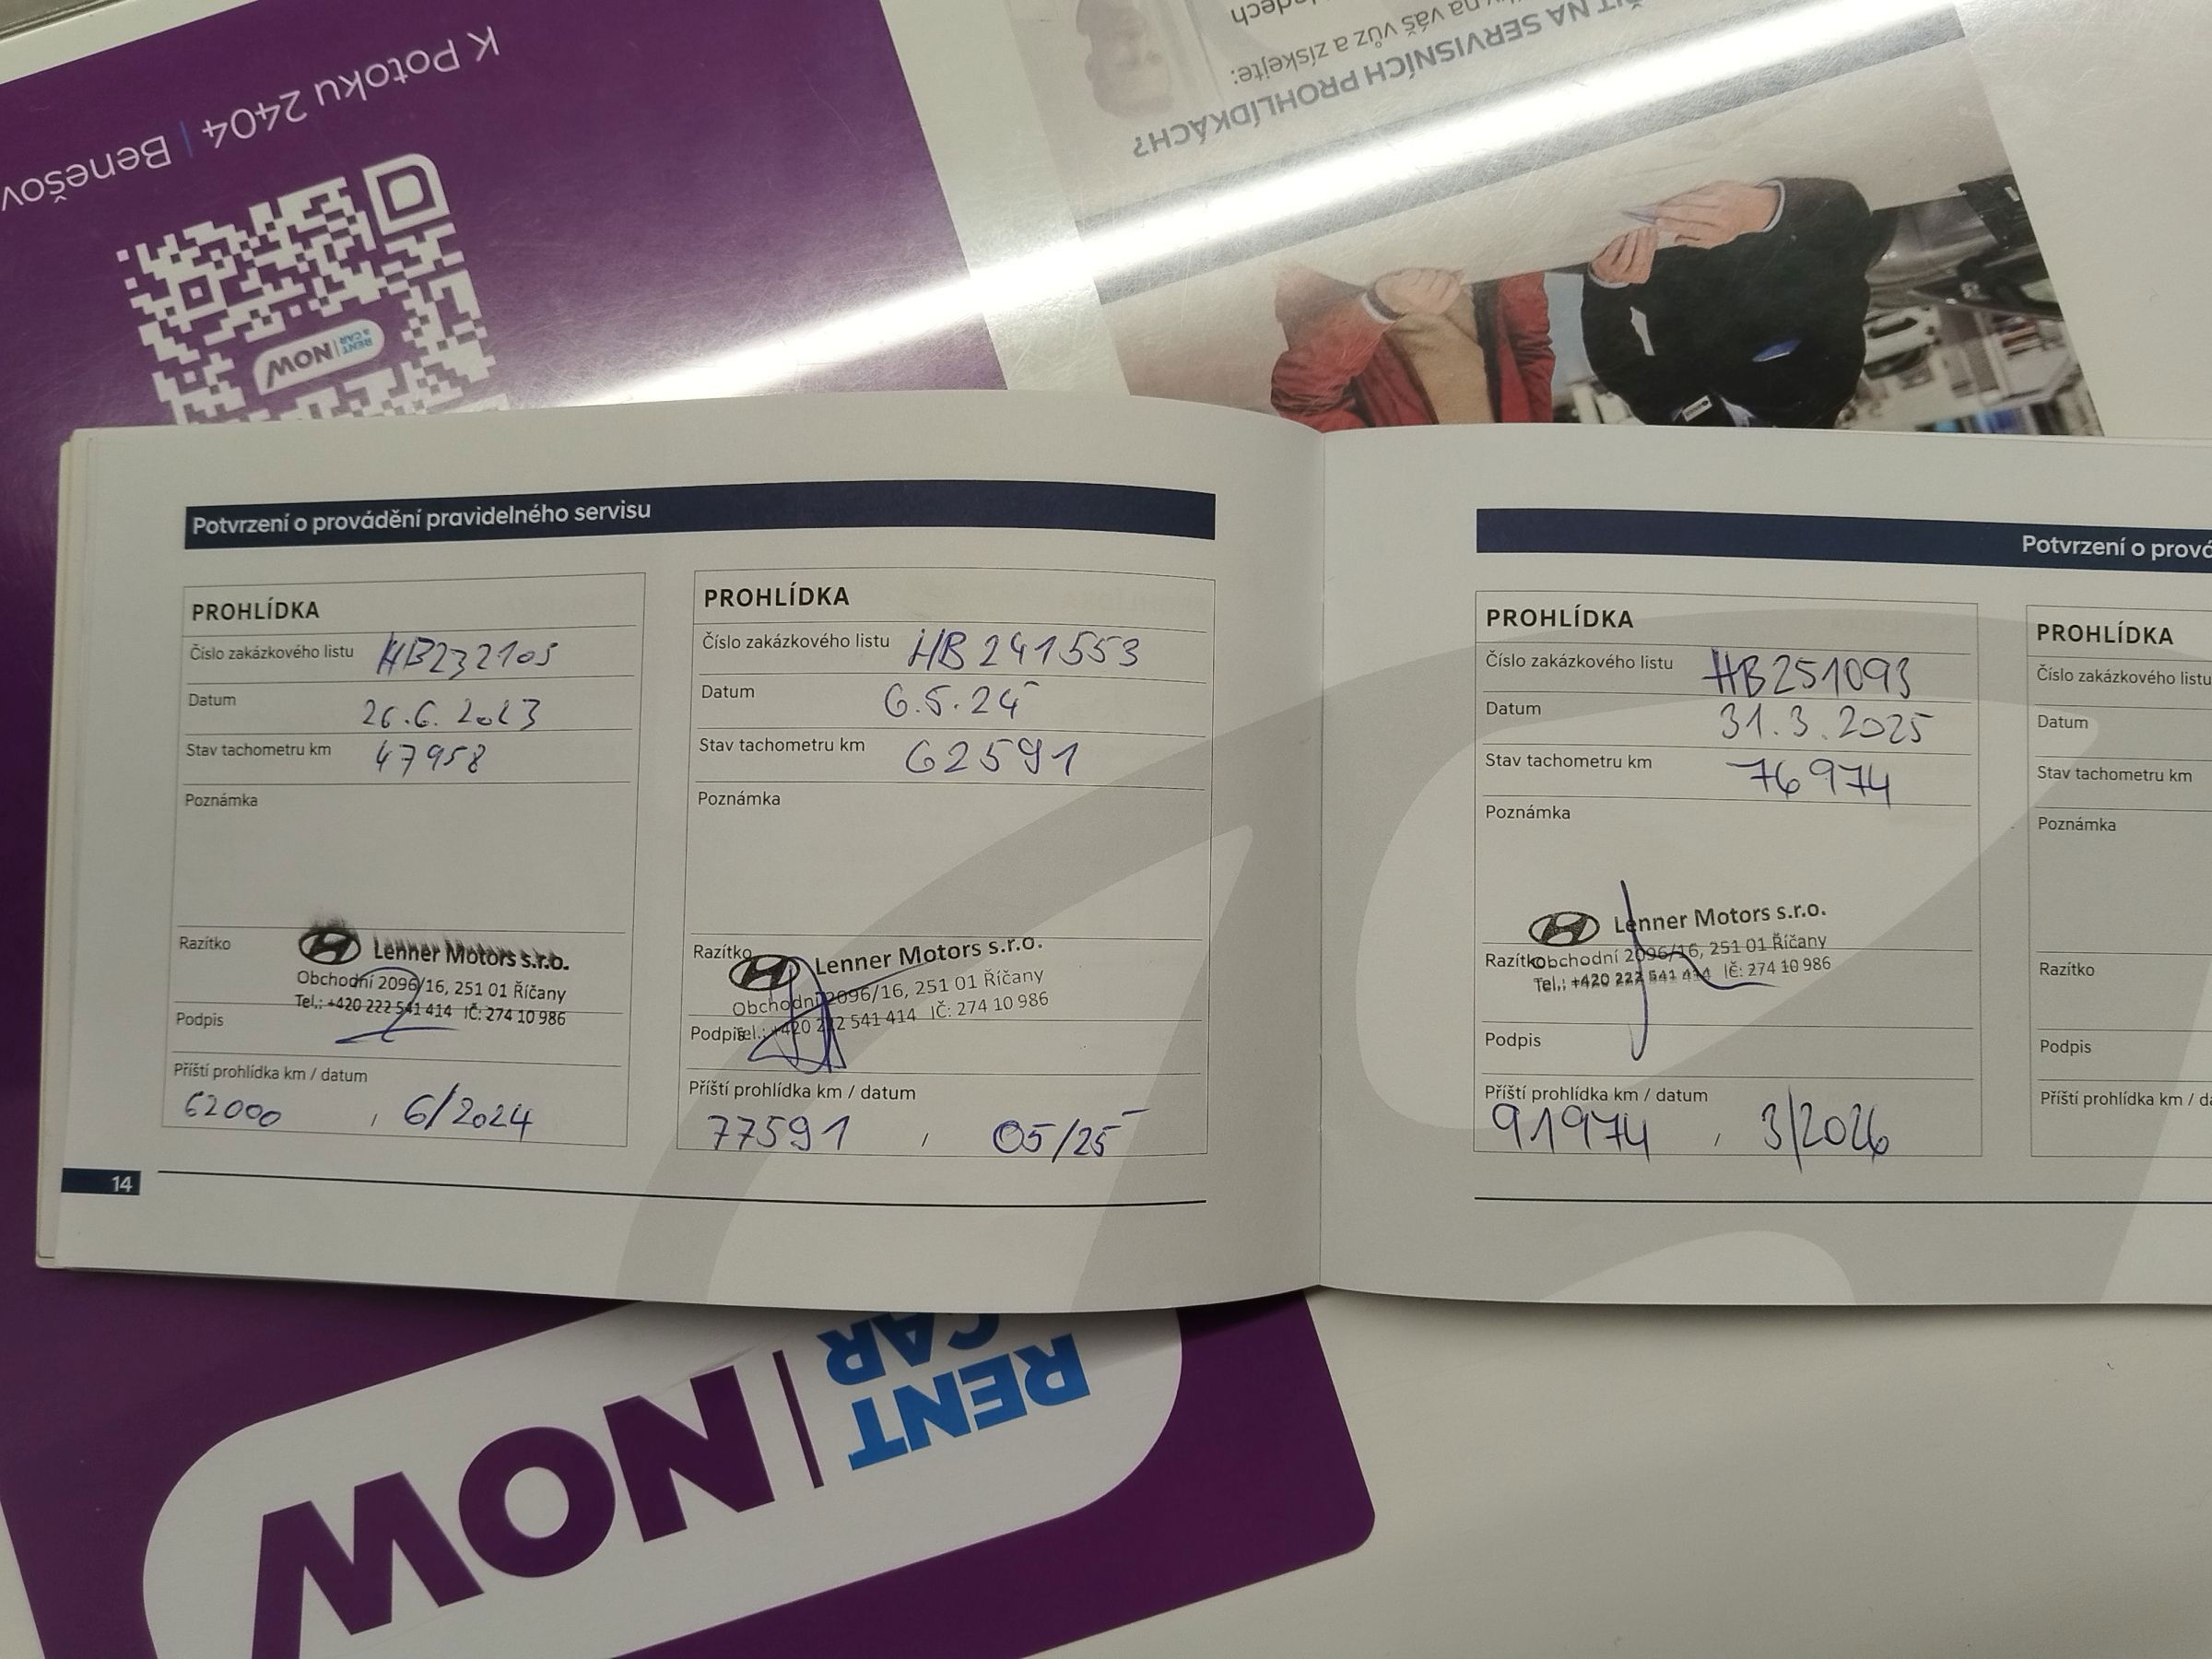 K Potoku 2404 | Benešov
RENT
CAR
NOW
ČIT NA SERVISNÍCH PROHLÍDKÁCH?
na váš vůz a získejte:
Potvrzení o provádění pravidelného servisu
PROHLÍDKA
Číslo zakázkového listu HB232105
Datum 26.6.2023
Stav tachometru km 47958
Poznámka
Razítko
Lenner Motors s.r.o.
Obchodní 2096/16, 251 01 Říčany
Tel.: +420 222 541 414 IČ: 274 10 986
Podpis
Příští prohlídka km / datum
62000 , 6/2024
14
PROHLÍDKA
Číslo zakázkového listu HB241553
Datum 6.5.24
Stav tachometru km 62591
Poznámka
Razítko
Lenner Motors s.r.o.
Obchodní 2096/16, 251 01 Říčany
Tel.: +420 222 541 414 IČ: 274 10 986
Podpis
Příští prohlídka km / datum
77591 , 05/25
Potvrzení o prová
PROHLÍDKA
Číslo zakázkového listu HB251093
Datum 31.3.2025
Stav tachometru km 76974
Poznámka
Lenner Motors s.r.o.
Razítko
Obchodní 2096/16, 251 01 Říčany
Tel.: +420 222 541 414 IČ: 274 10 986
Podpis
Příští prohlídka km / datum
91974 , 3/2026
PROHLÍDKA
Číslo zakázkového listu
Datum
Stav tachometru km
Poznámka
Razítko
Podpis
Příští prohlídka km / da
RENT
CAR
NOW